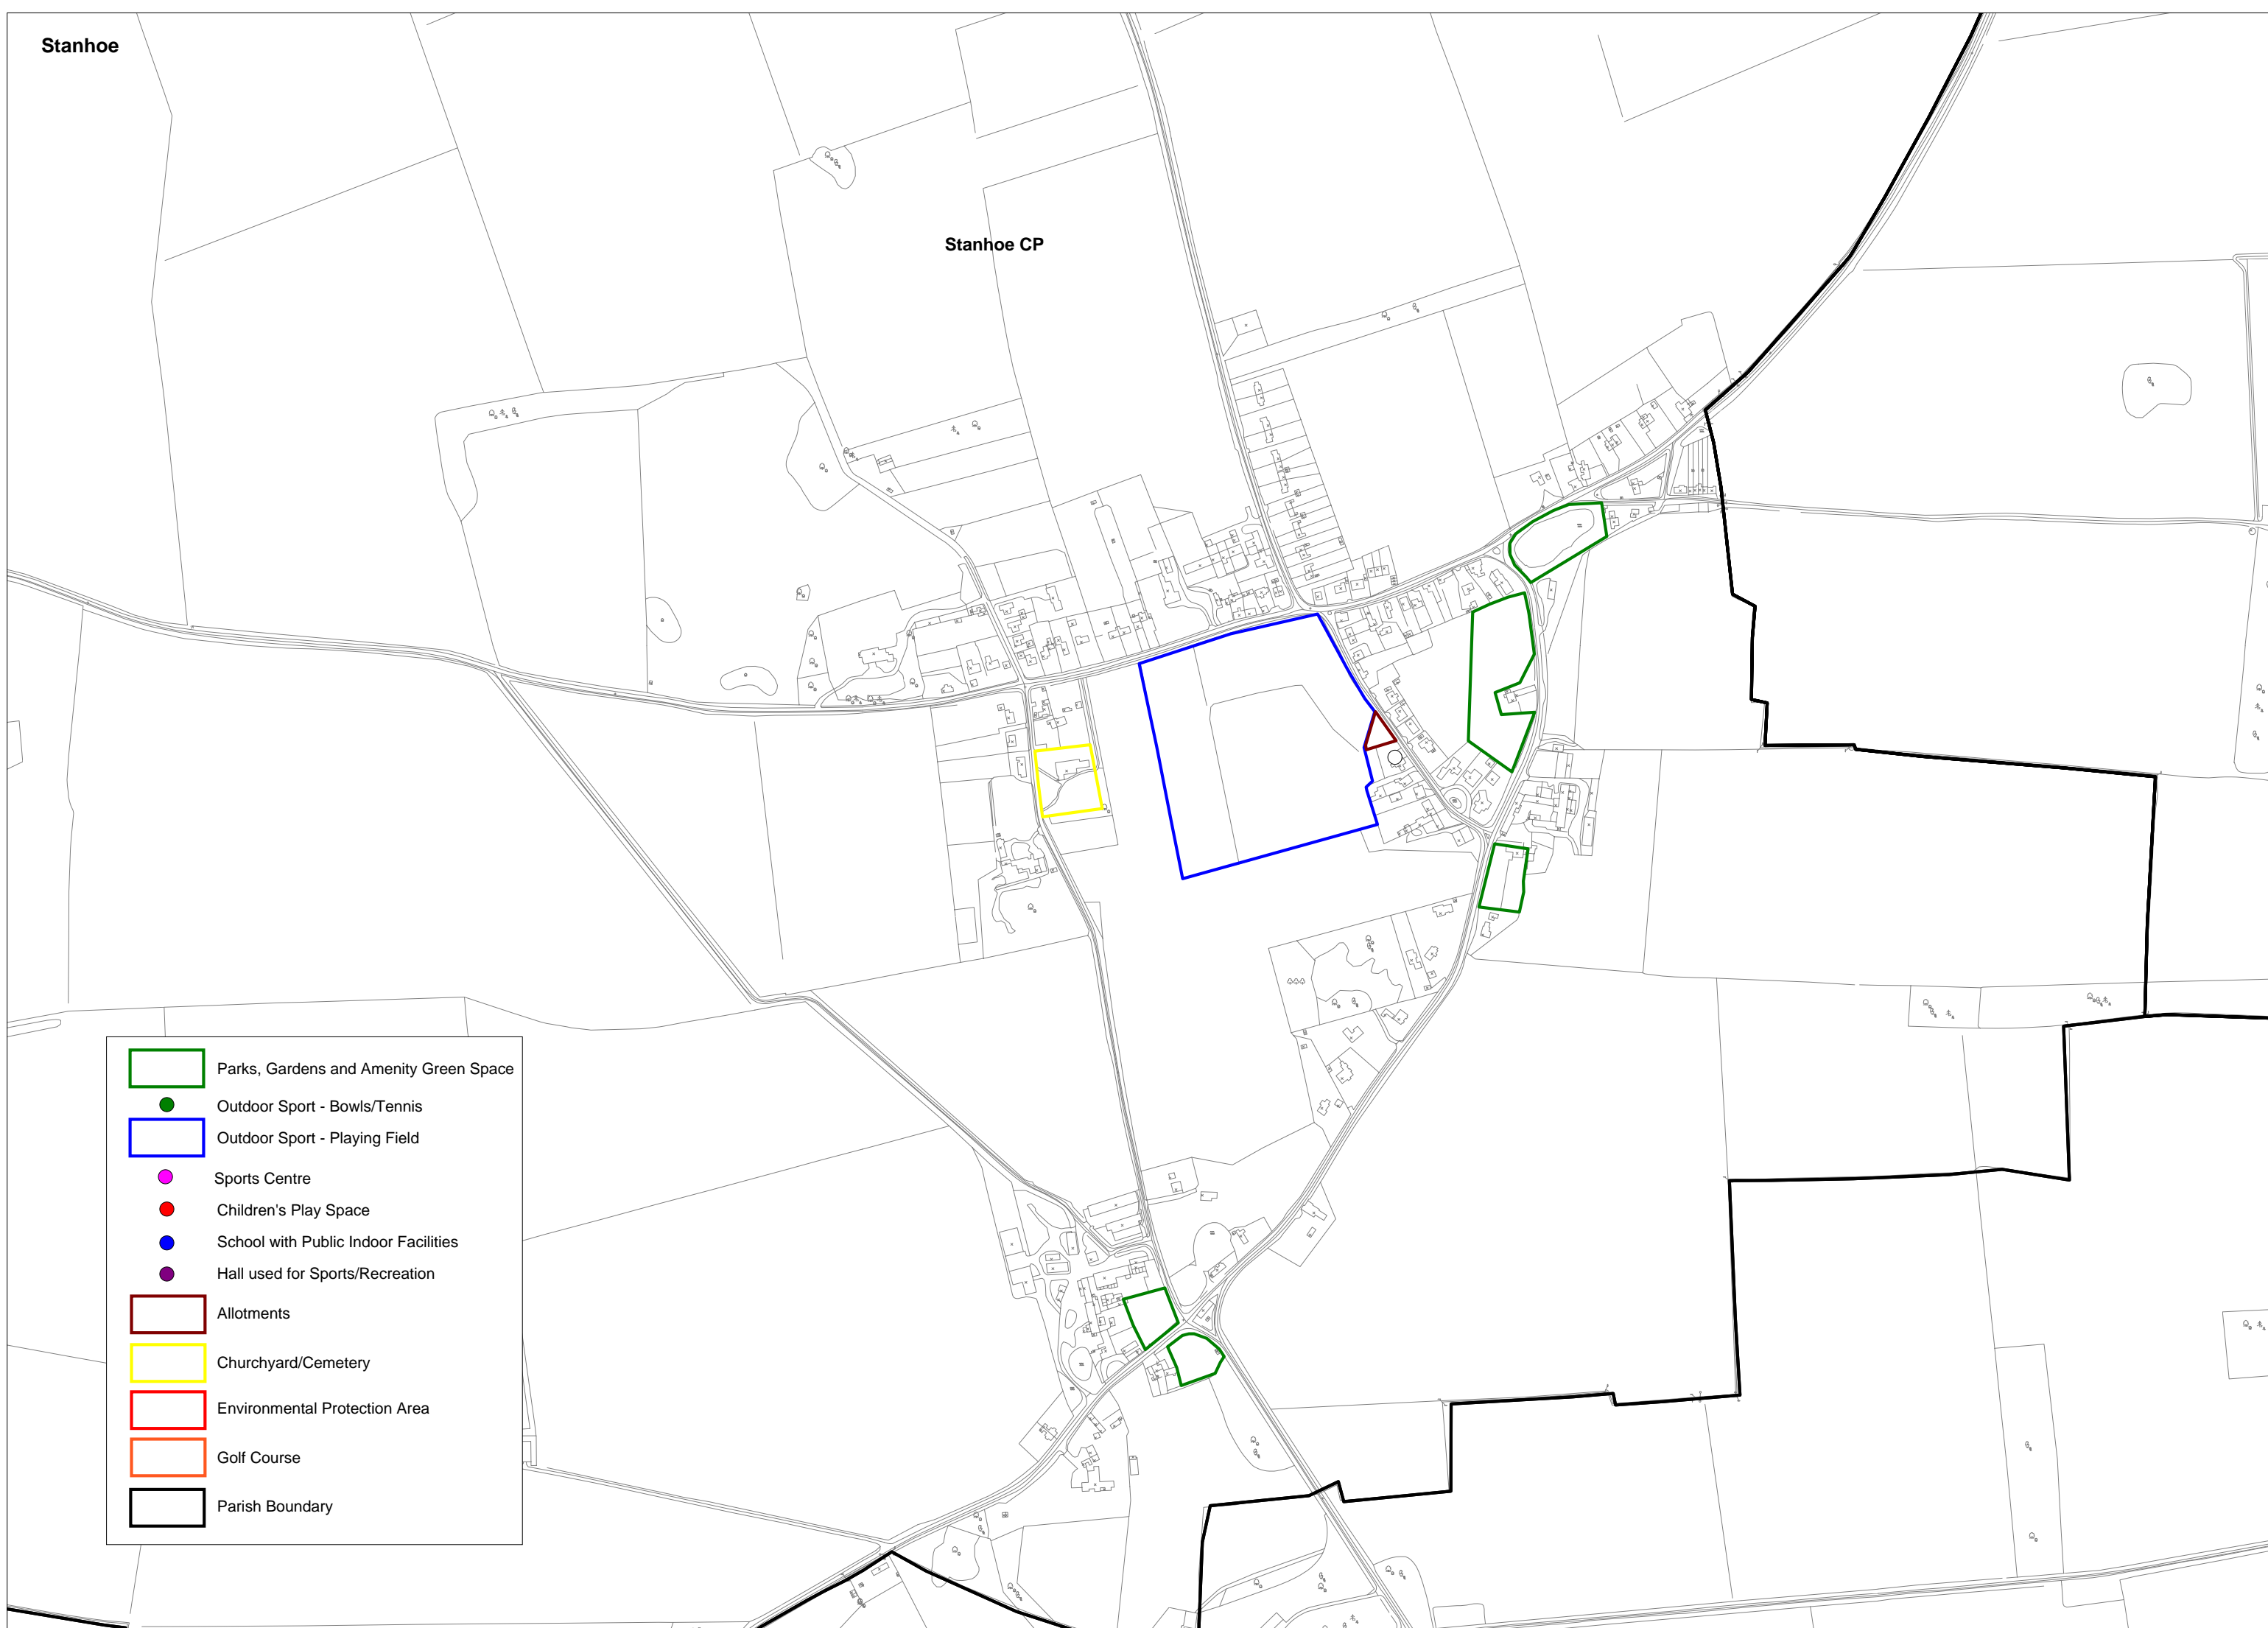 Stanhoe
Stanhoe CP
Parks, Gardens and Amenity Green Space
Outdoor Sport - Bowls/Tennis
Outdoor Sport - Playing Field
Sports Centre
Children's Play Space
School with Public Indoor Facilities
Hall used for Sports/Recreation
Allotments
Churchyard/Cemetery
Environmental Protection Area
Golf Course
Parish Boundary